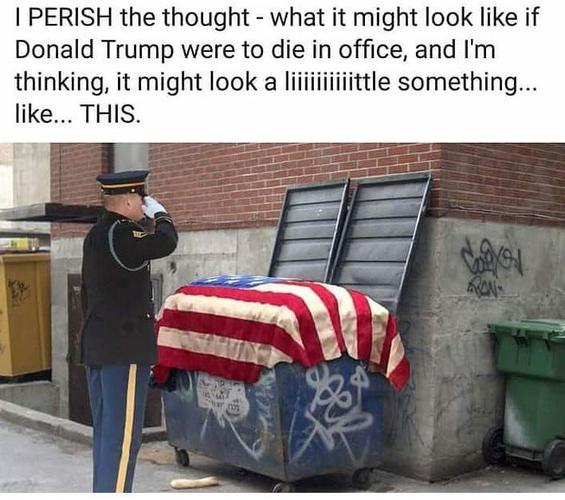 I PERISH the thought - what it might look like if
Donald Trump were to die in office, and I'm
thinking, it might look a liiiiiiiiiittle something...
like... THIS.